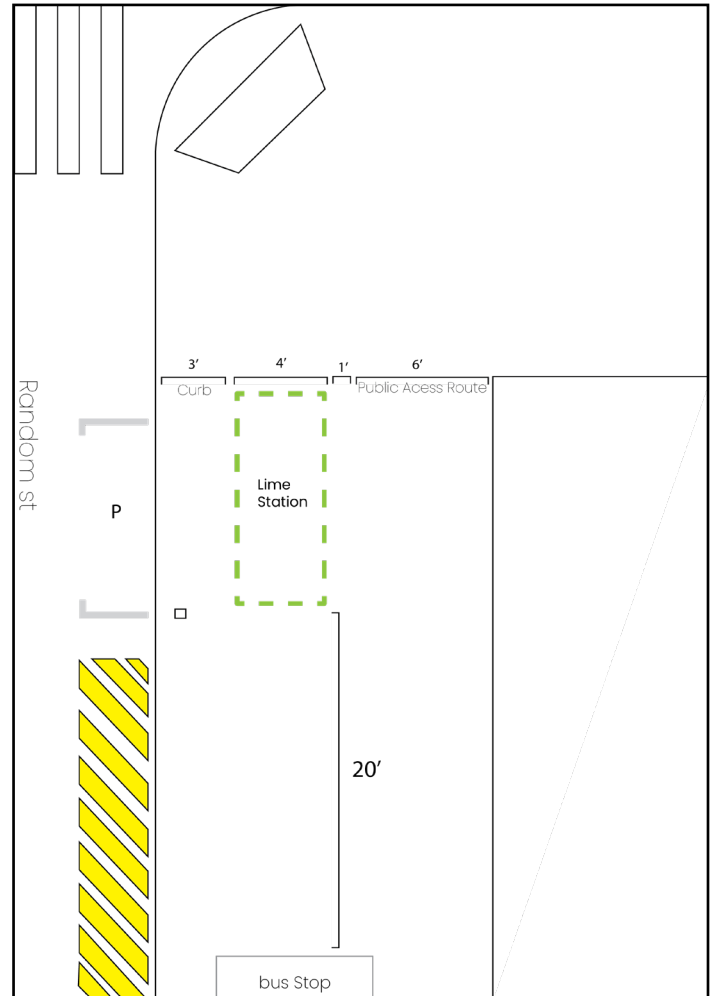 3′ 4′ 1′ 6′
Curb
Public Acess Route
Random st
Lime
Station
P
20′
bus Stop